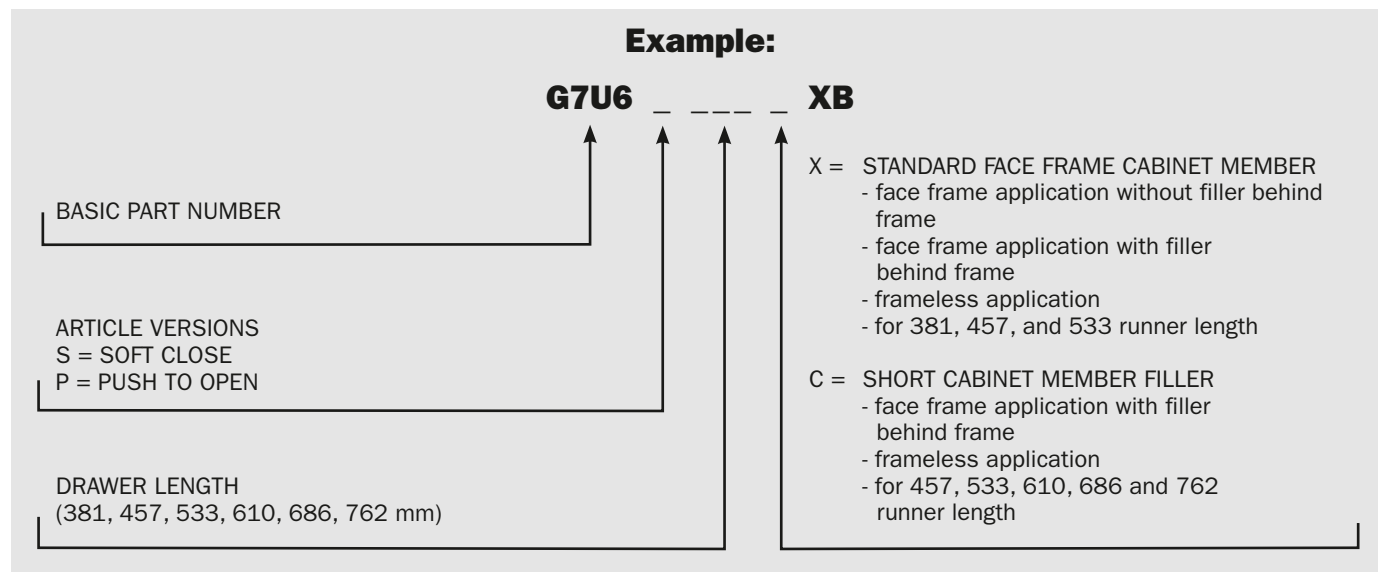 Example:
G7U6 _ ___ _ XB
BASIC PART NUMBER
ARTICLE VERSIONS
S = SOFT CLOSE
P = PUSH TO OPEN
DRAWER LENGTH
(381, 457, 533, 610, 686, 762 mm)
X = STANDARD FACE FRAME CABINET MEMBER
- face frame application without filler behind
frame
- face frame application with filler
behind frame
- frameless application
- for 381, 457, and 533 runner length
C = SHORT CABINET MEMBER FILLER
- face frame application with filler
behind frame
- frameless application
- for 457, 533, 610, 686 and 762
runner length